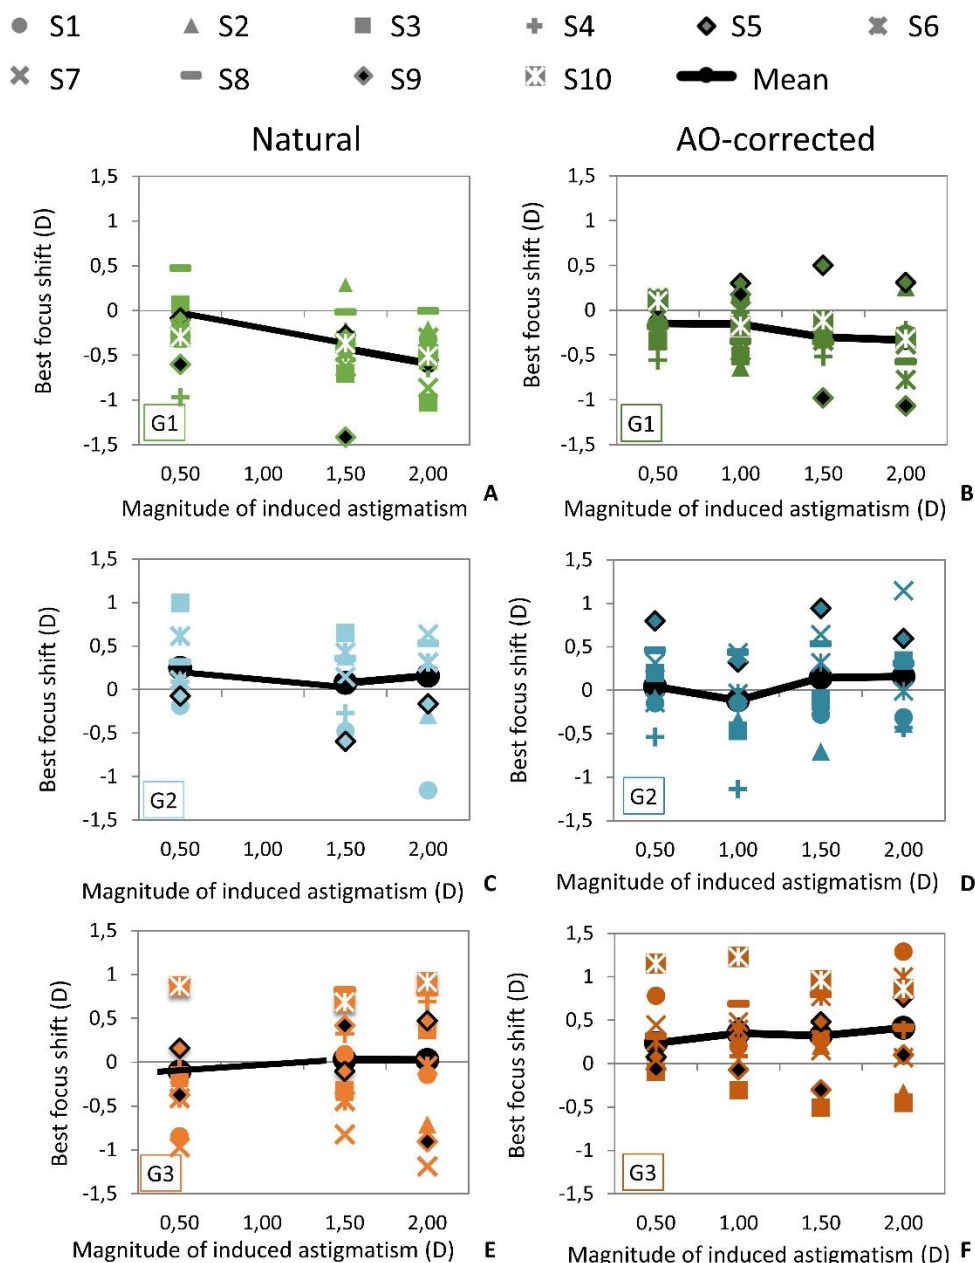 S1 S2 S3 S4 S5 S6
S7 S8 S9 S10 Mean
Natural
AO-corrected
Best focus shift (D)
1,5
1
0,5
0
-0,5
-1
-1,5
G1
0,50 1,00 1,50 2,00
Magnitude of induced astigmatism
A
Best focus shift (D)
1,5
1
0,5
0
-0,5
-1
-1,5
G1
0,50 1,00 1,50 2,00
Magnitude of induced astigmatism (D)
B
Best focus shift (D)
1,5
1
0,5
0
-0,5
-1
-1,5
G2
0,50 1,00 1,50 2,00
Magnitude of induced astigmatism (D)
C
Best focus shift (D)
1,5
1
0,5
0
-0,5
-1
-1,5
G2
0,50 1,00 1,50 2,00
Magnitude of induced astigmatism (D)
D
Best focus shift (D)
1,5
1
0,5
0
-0,5
-1
-1,5
G3
0,50 1,00 1,50 2,00
Magnitude of induced astigmatism (D)
E
Best focus shift (D)
1,5
1
0,5
0
-0,5
-1
-1,5
G3
0,50 1,00 1,50 2,00
Magnitude of induced astigmatism (D)
F